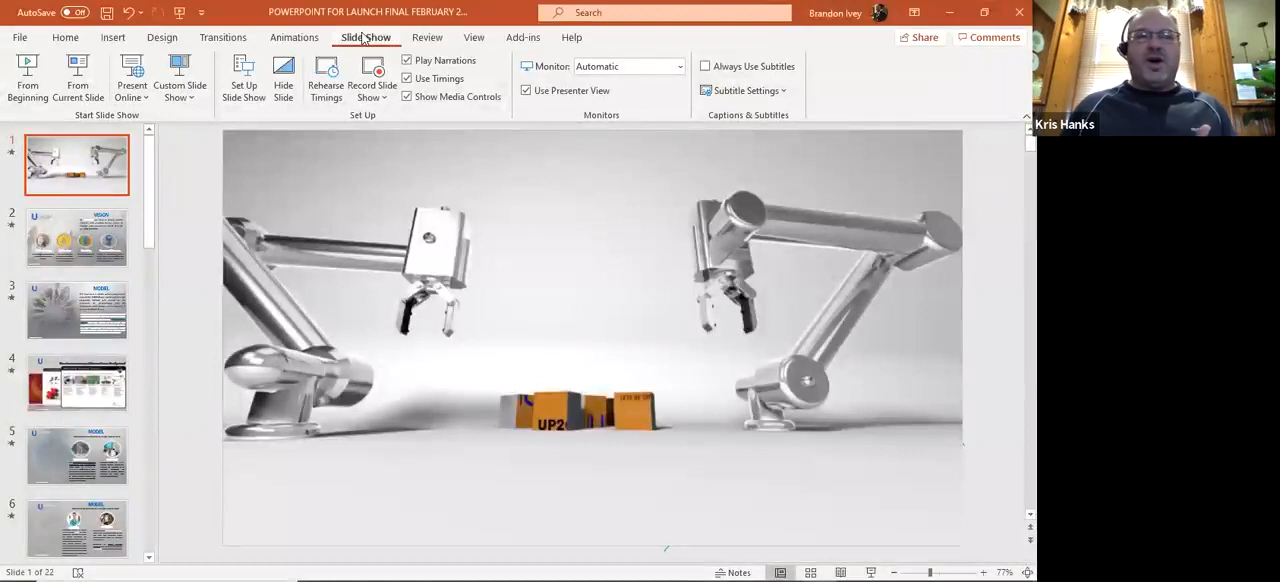 AutoSave Off
POWERPOINT FOR LAUNCH FINAL FEBRUARY 2...
Search
Brandon Ivey
File Home Insert Design Transitions Animations Slide Show Review View Add-ins Help
Share Comments
From Beginning
From Current Slide
Present Online
Custom Slide Show
Set Up Slide Show
Hide Slide
Rehearse Timings
Record Slide Show
Play Narrations
Use Timings
Show Media Controls
Monitor: Automatic
Use Presenter View
Always Use Subtitles
Subtitle Settings
Start Slide Show
Set Up
Monitors
Captions & Subtitles
Kris Hanks
1
2
VISION
3
MODEL
4
5
MODEL
6
MODEL
UP2
Slide 1 of 22
Notes
77%